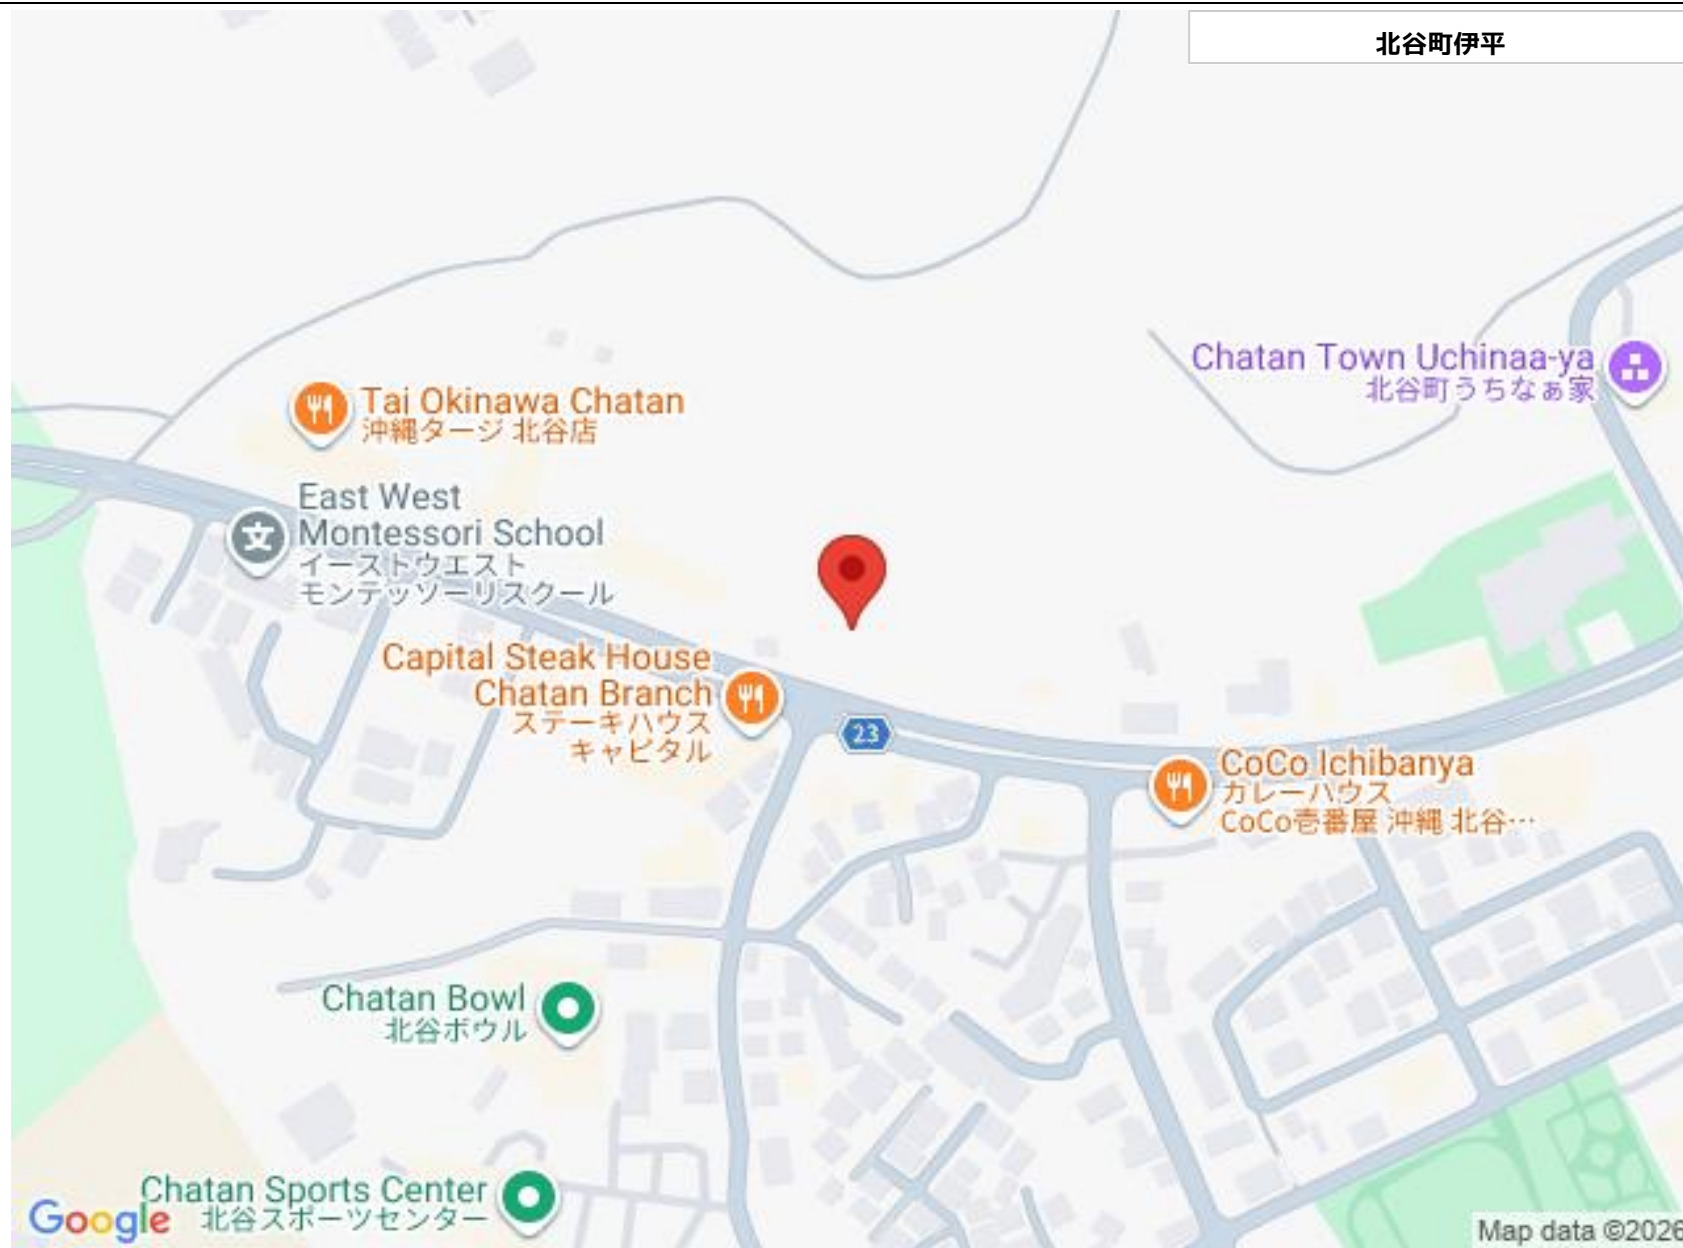 北谷町伊平
Chatan Town Uchinaa-ya
北谷町うちなぁ家
Tai Okinawa Chatan
沖縄タージ 北谷店
East West
Montessori School
イーストウエスト
モンテッソーリスクール
Capital Steak House
Chatan Branch
ステーキハウス
キャピタル
23
CoCo Ichibanya
カレーハウス
CoCo壱番屋 沖縄 北谷…
Chatan Bowl
北谷ボウル
Chatan Sports Center
北谷スポーツセンター
Google
Map data ©2026